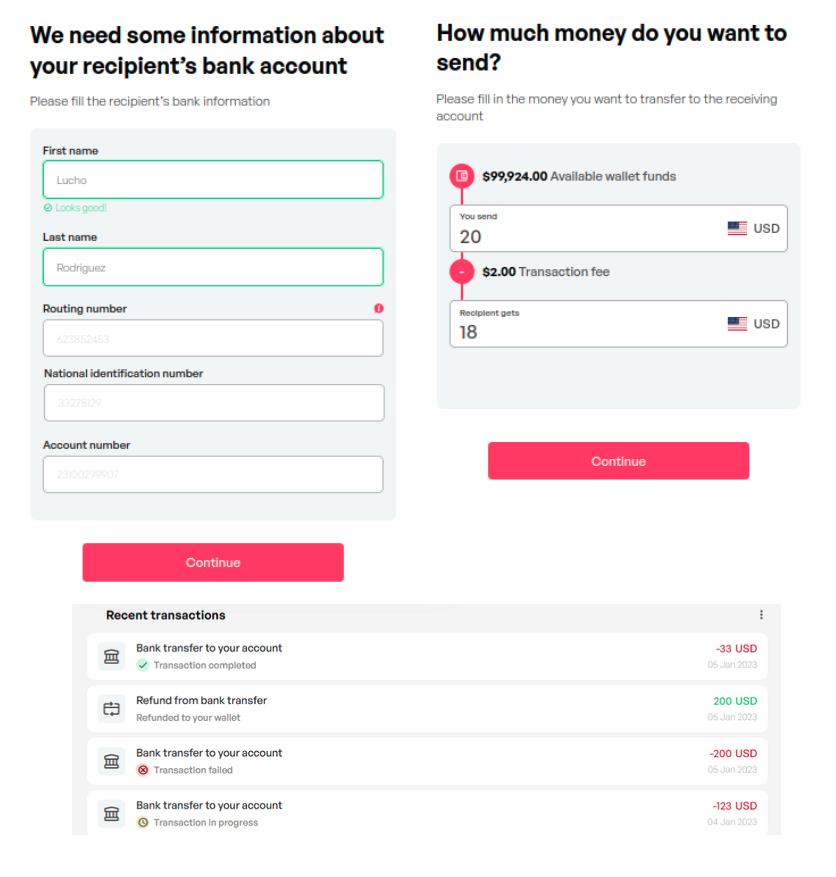 We need some information about
your recipient's bank account
Please fill the recipient's bank information
First name
Lucho
Looks good!
Last name
Rodriguez
Routing number
623852453
National identification number
33278129
Account number
23100299907
Continue
How much money do you want to
send?
Please fill in the money you want to transfer to the receiving
account
$99,924.00 Available wallet funds
You send
20
USD
- $2.00 Transaction fee
Recipient gets
18
USD
Continue
Recent transactions
Bank transfer to your account
-33 USD
Transaction completed
05 Jan 2023
Refund from bank transfer
200 USD
Refunded to your wallet
05 Jan 2023
Bank transfer to your account
-200 USD
Transaction failed
05 Jan 2023
Bank transfer to your account
-123 USD
Transaction in progress
04 Jan 2023